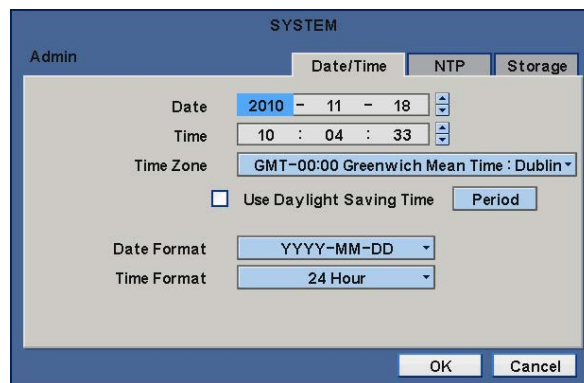 SYSTEM
Admin
Date/Time NTP Storage
Date 2010 - 11 - 18
Time 10 : 04 : 33
Time Zone GMT-00:00 Greenwich Mean Time : Dublin
Use Daylight Saving Time Period
Date Format YYYY-MM-DD
Time Format 24 Hour
OK Cancel